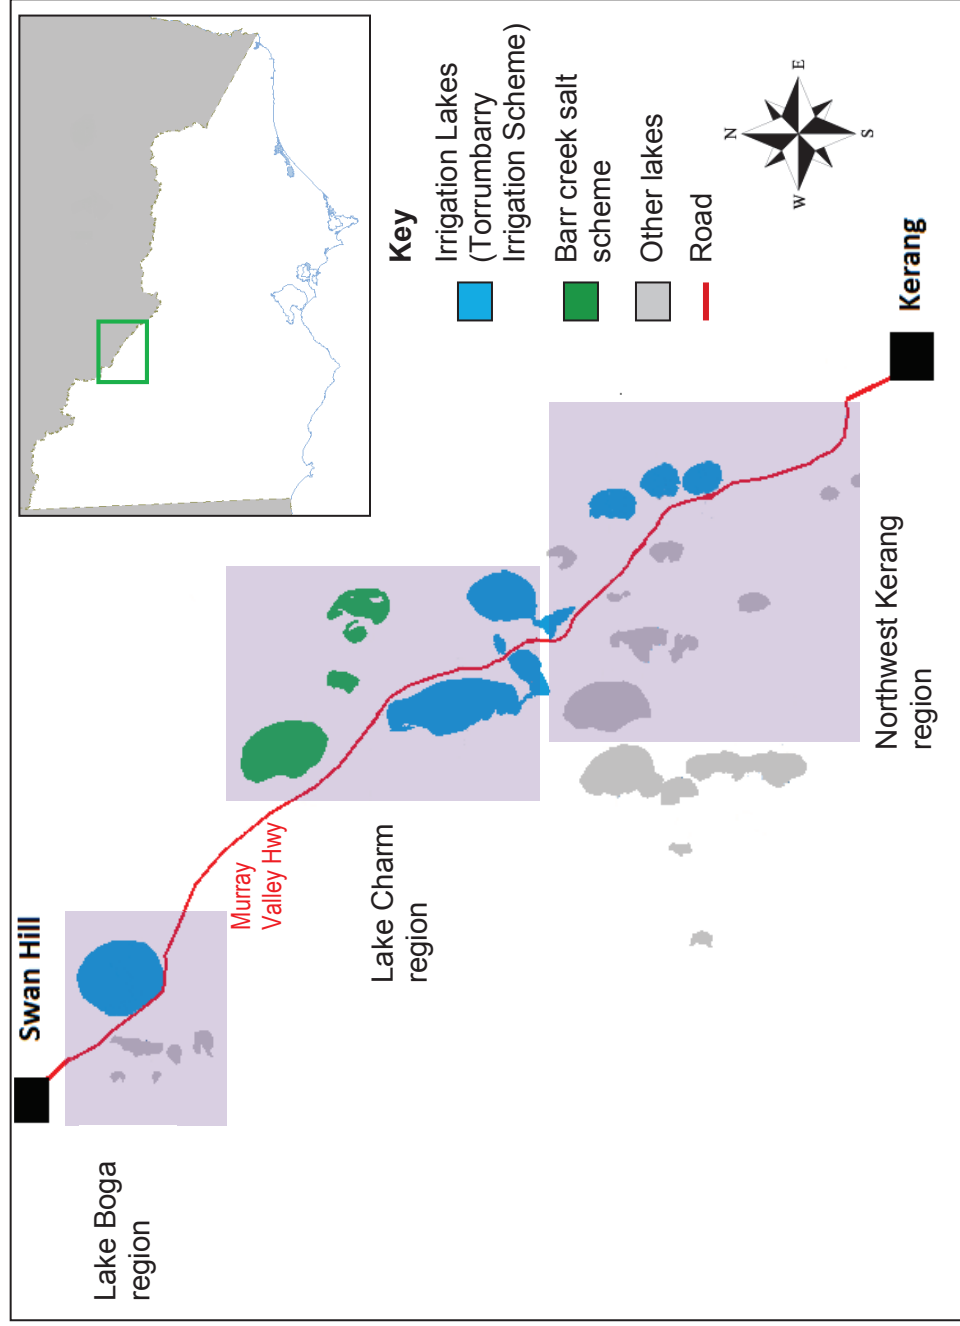 Swan Hill
Lake Boga
region
Murray
Valley Hwy
Lake Charm
region
Northwest Kerang
region
Kerang
Key
Irrigation Lakes
(Torrumbarry
Irrigation Scheme)
Barr creek salt
scheme
Other lakes
Road
N
E
S
W